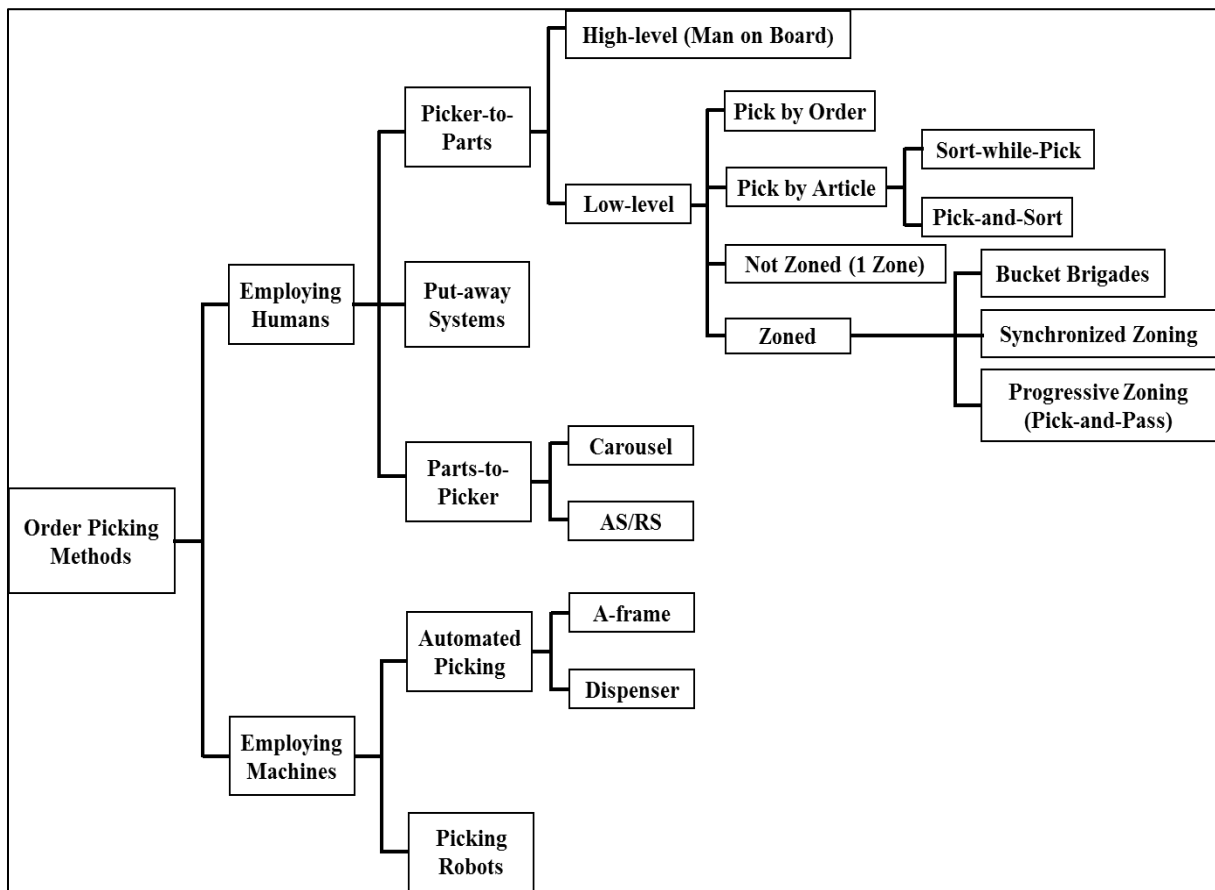 High-level (Man on Board)
Picker-to-
Parts
Pick by Order
Sort-while-Pick
Pick by Article
Low-level
Pick-and-Sort
Not Zoned (1 Zone)
Bucket Brigades
Employing
Humans
Put-away
Systems
Zoned
Synchronized Zoning
Progressive Zoning
(Pick-and-Pass)
Carousel
Parts-to-
Picker
AS/RS
Order Picking
Methods
A-frame
Automated
Picking
Dispenser
Employing
Machines
Picking
Robots